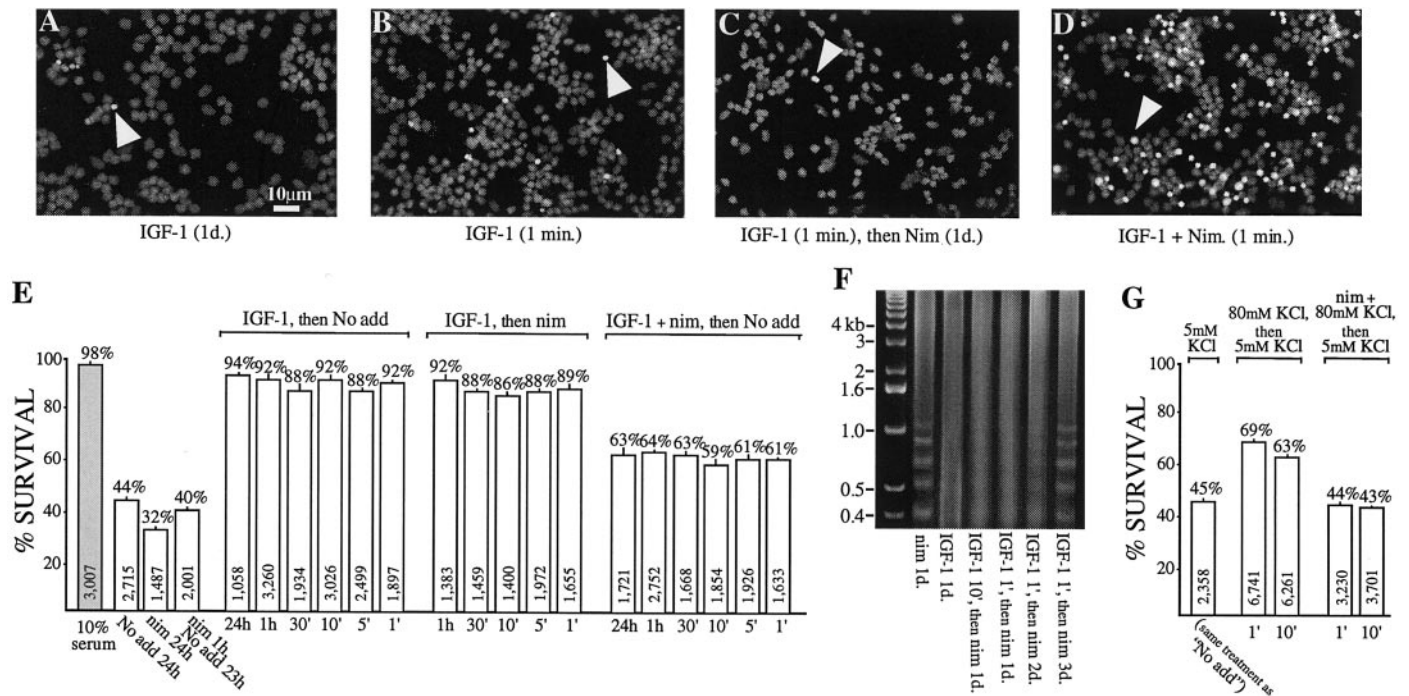 A
B
C
D
10μm
IGF-1 (1d.)
IGF-1 (1 min.)
IGF-1 (1 min.), then Nim (1d.)
IGF-1 + Nim. (1 min.)
E
IGF-1, then No add
IGF-1, then nim
IGF-1 + nim, then No add
% SURVIVAL
100
80
60
40
20
98%
44%
32%
40%
94%
92%
88%
92%
88%
92%
92%
88%
86%
88%
89%
63%
64%
63%
59%
61%
61%
3,007
2,715
1,487
2,001
1,058
3,260
1,934
3,026
2,499
1,897
1,383
1,459
1,400
1,972
1,655
1,721
2,752
1,668
1,854
1,926
1,633
10%
serum
No add 24h
nim 24h
nim 1h
No add 23h
24h
1h
30'
10'
5'
1'
1h
30'
10'
5'
1'
24h
1h
30'
10'
5'
1'
F
4 kb
3
2
1.6
1.0
0.5
0.4
nim 1d.
IGF-1 1d.
IGF-1 10', then nim 1d.
IGF-1 1', then nim 1d.
IGF-1 1', then nim 2d.
IGF-1 1', then nim 3d.
G
5mM
KCl
80mM KCl,
then
5mM KCl
nim +
80mM KCl,
then
5mM KCl
% SURVIVAL
100
80
60
40
20
45%
69%
63%
44%
43%
2,358
6,741
6,261
3,230
3,701
(same treatment as
"No add")
1'
10'
1'
10'